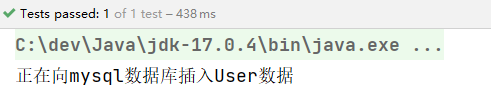 Tests passed: 1 of 1 test – 438 ms
C:\dev\Java\jdk-17.0.4\bin\java.exe ...
正在向mysql数据库插入User数据